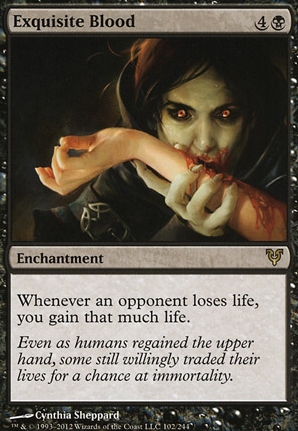 Exquisite Blood 4
Enchantment
Whenever an opponent loses life,
you gain that much life.
Even as humans regained the upper
hand, some still willingly traded their
lives for a chance at immortality.
Cynthia Sheppard
™ & © 1993–2012 Wizards of the Coast LLC 102/244